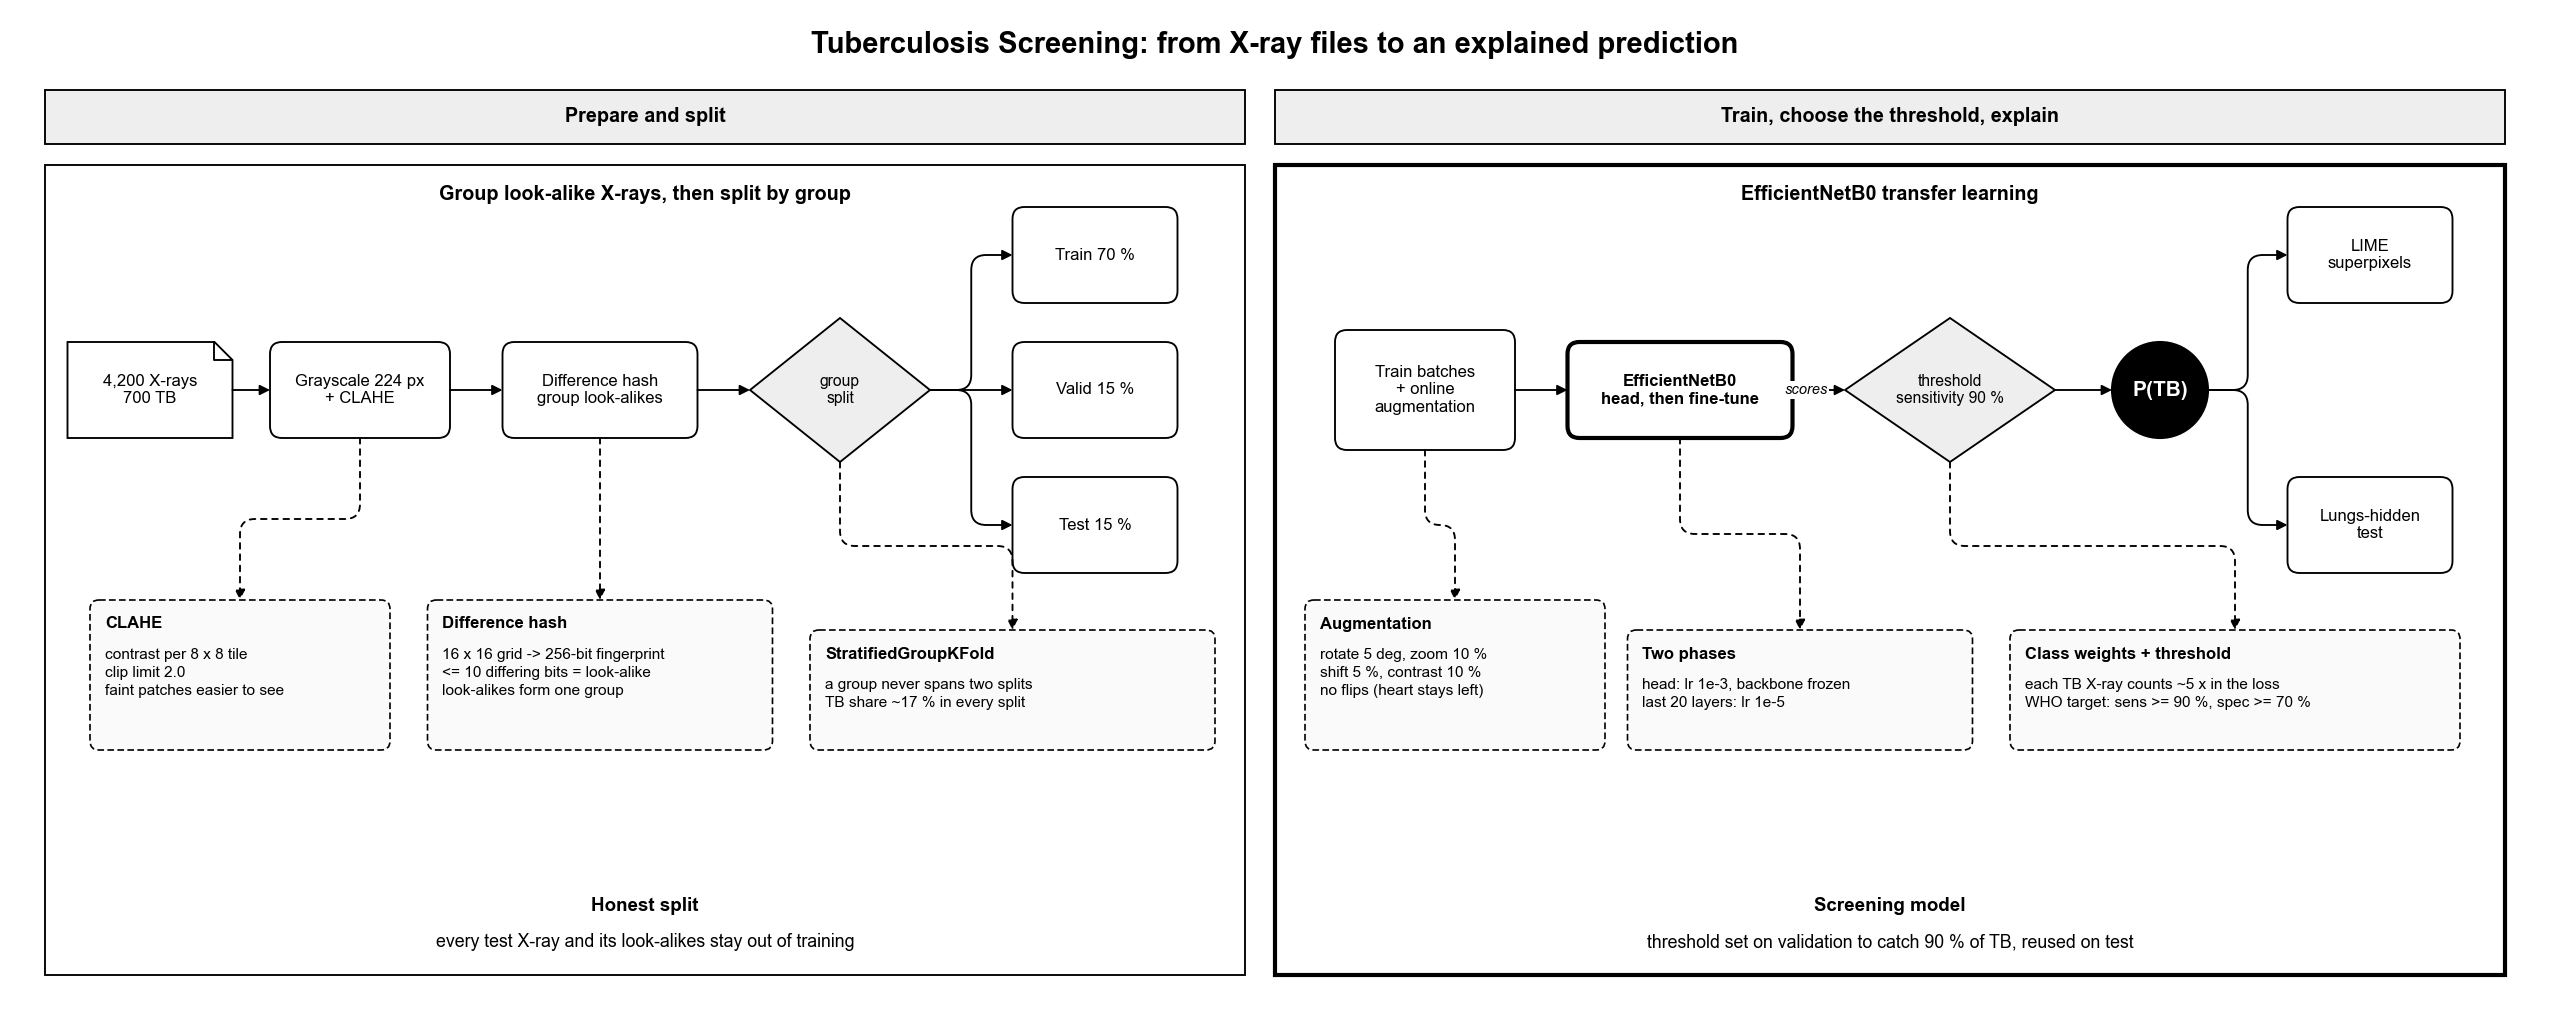 Tuberculosis Screening: from X-ray files to an explained prediction
Prepare and split
Group look-alike X-rays, then split by group
4,200 X-rays
700 TB
Grayscale 224 px
+ CLAHE
Difference hash
group look-alikes
group
split
Train 70 %
Valid 15 %
Test 15 %
CLAHE
contrast per 8 x 8 tile
clip limit 2.0
faint patches easier to see
Difference hash
16 x 16 grid -> 256-bit fingerprint
<= 10 differing bits = look-alike
look-alikes form one group
StratifiedGroupKFold
a group never spans two splits
TB share ~17 % in every split
Honest split
every test X-ray and its look-alikes stay out of training
Train, choose the threshold, explain
EfficientNetB0 transfer learning
Train batches
+ online
augmentation
EfficientNetB0
head, then fine-tune
scores
threshold
sensitivity 90 %
P(TB)
LIME
superpixels
Lungs-hidden
test
Augmentation
rotate 5 deg, zoom 10 %
shift 5 %, contrast 10 %
no flips (heart stays left)
Two phases
head: lr 1e-3, backbone frozen
last 20 layers: lr 1e-5
Class weights + threshold
each TB X-ray counts ~5 x in the loss
WHO target: sens >= 90 %, spec >= 70 %
Screening model
threshold set on validation to catch 90 % of TB, reused on test